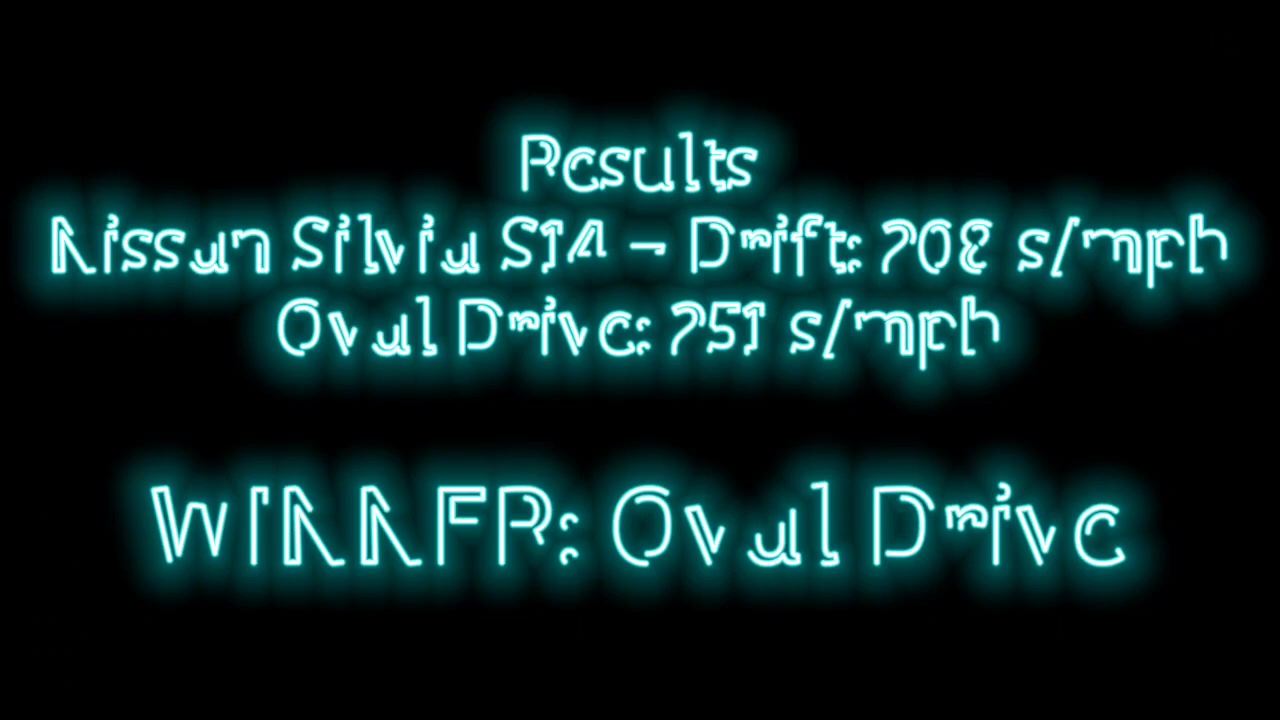 Results
Nissan Silvia S14 - Drift: 208 s/mph
Oval Drive: 251 s/mph
WINNER: Oval Drive